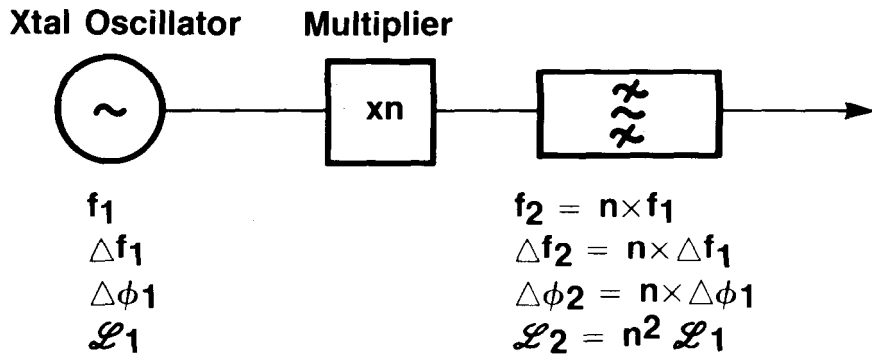 Xtal Oscillator Multiplier
~ xn
f₁ f₂ = n×f₁
△f₁ △f₂ = n×△f₁
△ϕ₁ △ϕ₂ = n×△ϕ₁
ℒ₁ ℒ₂ = n² ℒ₁